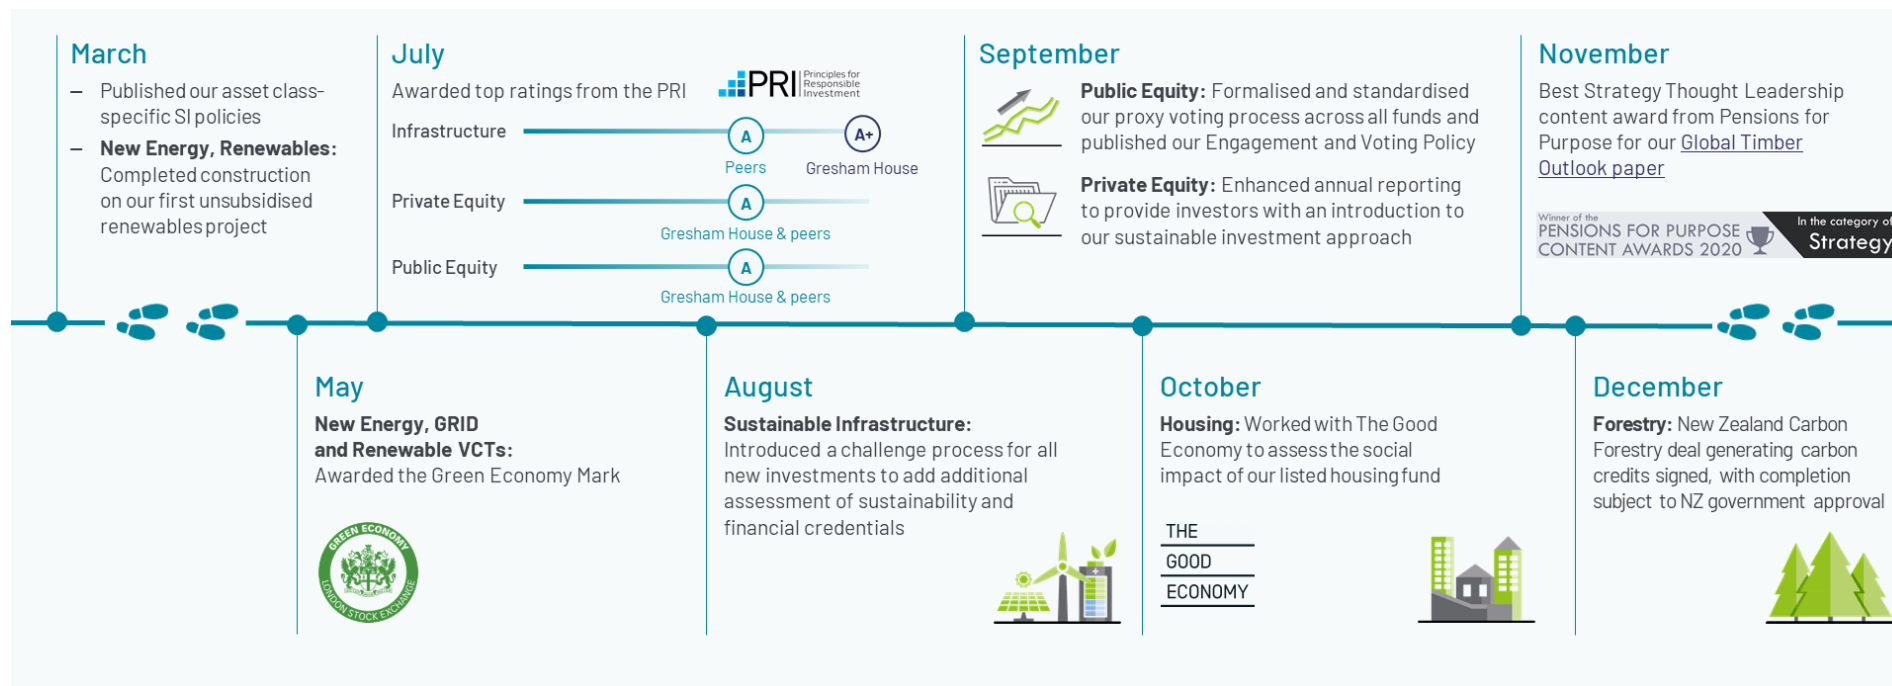 March
– Published our asset class-
specific SI policies
– New Energy, Renewables:
Completed construction
on our first unsubsidised
renewables project
July
Awarded top ratings from the PRI
PRI
Principles for
Responsible
Investment
Infrastructure
A
A+
Peers
Gresham House
Private Equity
A
Gresham House & peers
Public Equity
A
Gresham House & peers
September
Public Equity: Formalised and standardised
our proxy voting process across all funds and
published our Engagement and Voting Policy
Private Equity: Enhanced annual reporting
to provide investors with an introduction to
our sustainable investment approach
November
Best Strategy Thought Leadership
content award from Pensions for
Purpose for our Global Timber
Outlook paper
Winner of the
PENSIONS FOR PURPOSE
CONTENT AWARDS 2020
In the category of
Strategy
May
New Energy, GRID
and Renewable VCTs:
Awarded the Green Economy Mark
GREEN ECONOMY
LONDON STOCK EXCHANGE
August
Sustainable Infrastructure:
Introduced a challenge process for all
new investments to add additional
assessment of sustainability and
financial credentials
October
Housing: Worked with The Good
Economy to assess the social
impact of our listed housing fund
THE
GOOD
ECONOMY
December
Forestry: New Zealand Carbon
Forestry deal generating carbon
credits signed, with completion
subject to NZ government approval